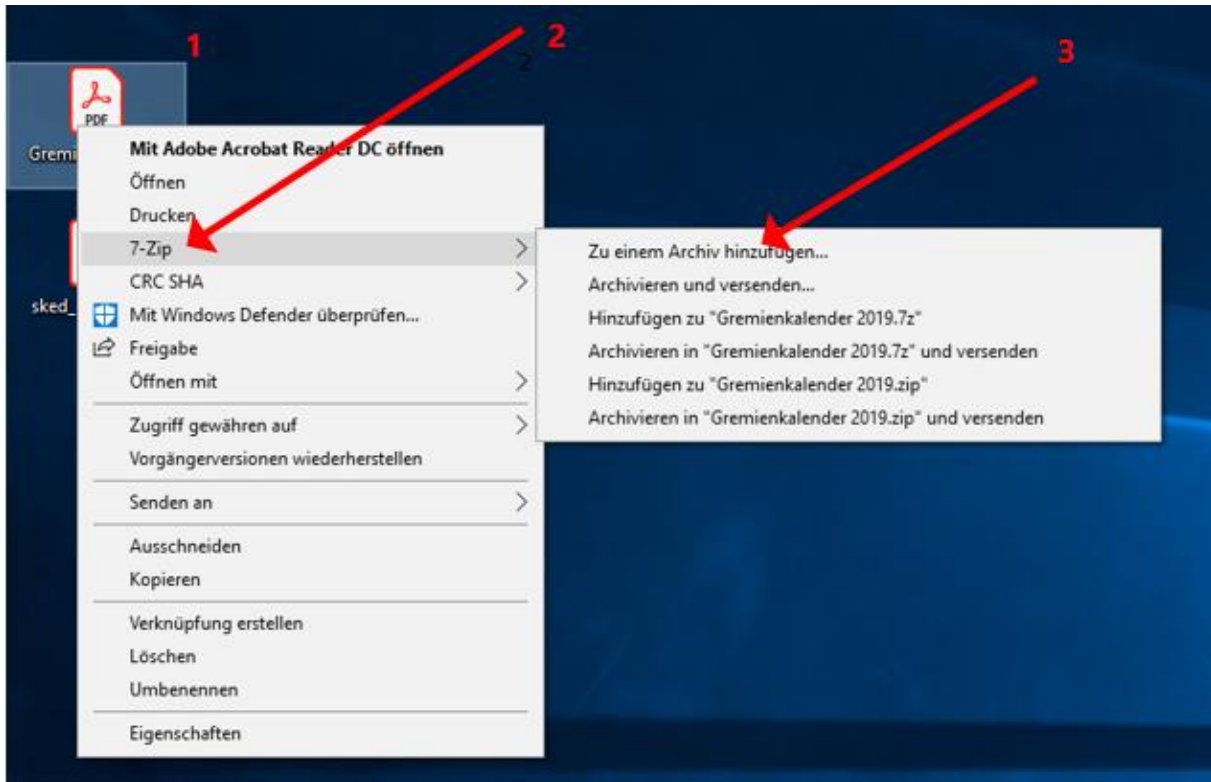 1
2
3
2
PDF
Gremi
sked_
Mit Adobe Acrobat Reader DC öffnen
Öffnen
Drucken
7-Zip
CRC SHA
Mit Windows Defender überprüfen...
Freigabe
Öffnen mit
Zugriff gewähren auf
Vorgängerversionen wiederherstellen
Senden an
Ausschneiden
Kopieren
Verknüpfung erstellen
Löschen
Umbenennen
Eigenschaften
Zu einem Archiv hinzufügen...
Archivieren und versenden...
Hinzufügen zu "Gremienkalender 2019.7z"
Archivieren in "Gremienkalender 2019.7z" und versenden
Hinzufügen zu "Gremienkalender 2019.zip"
Archivieren in "Gremienkalender 2019.zip" und versenden